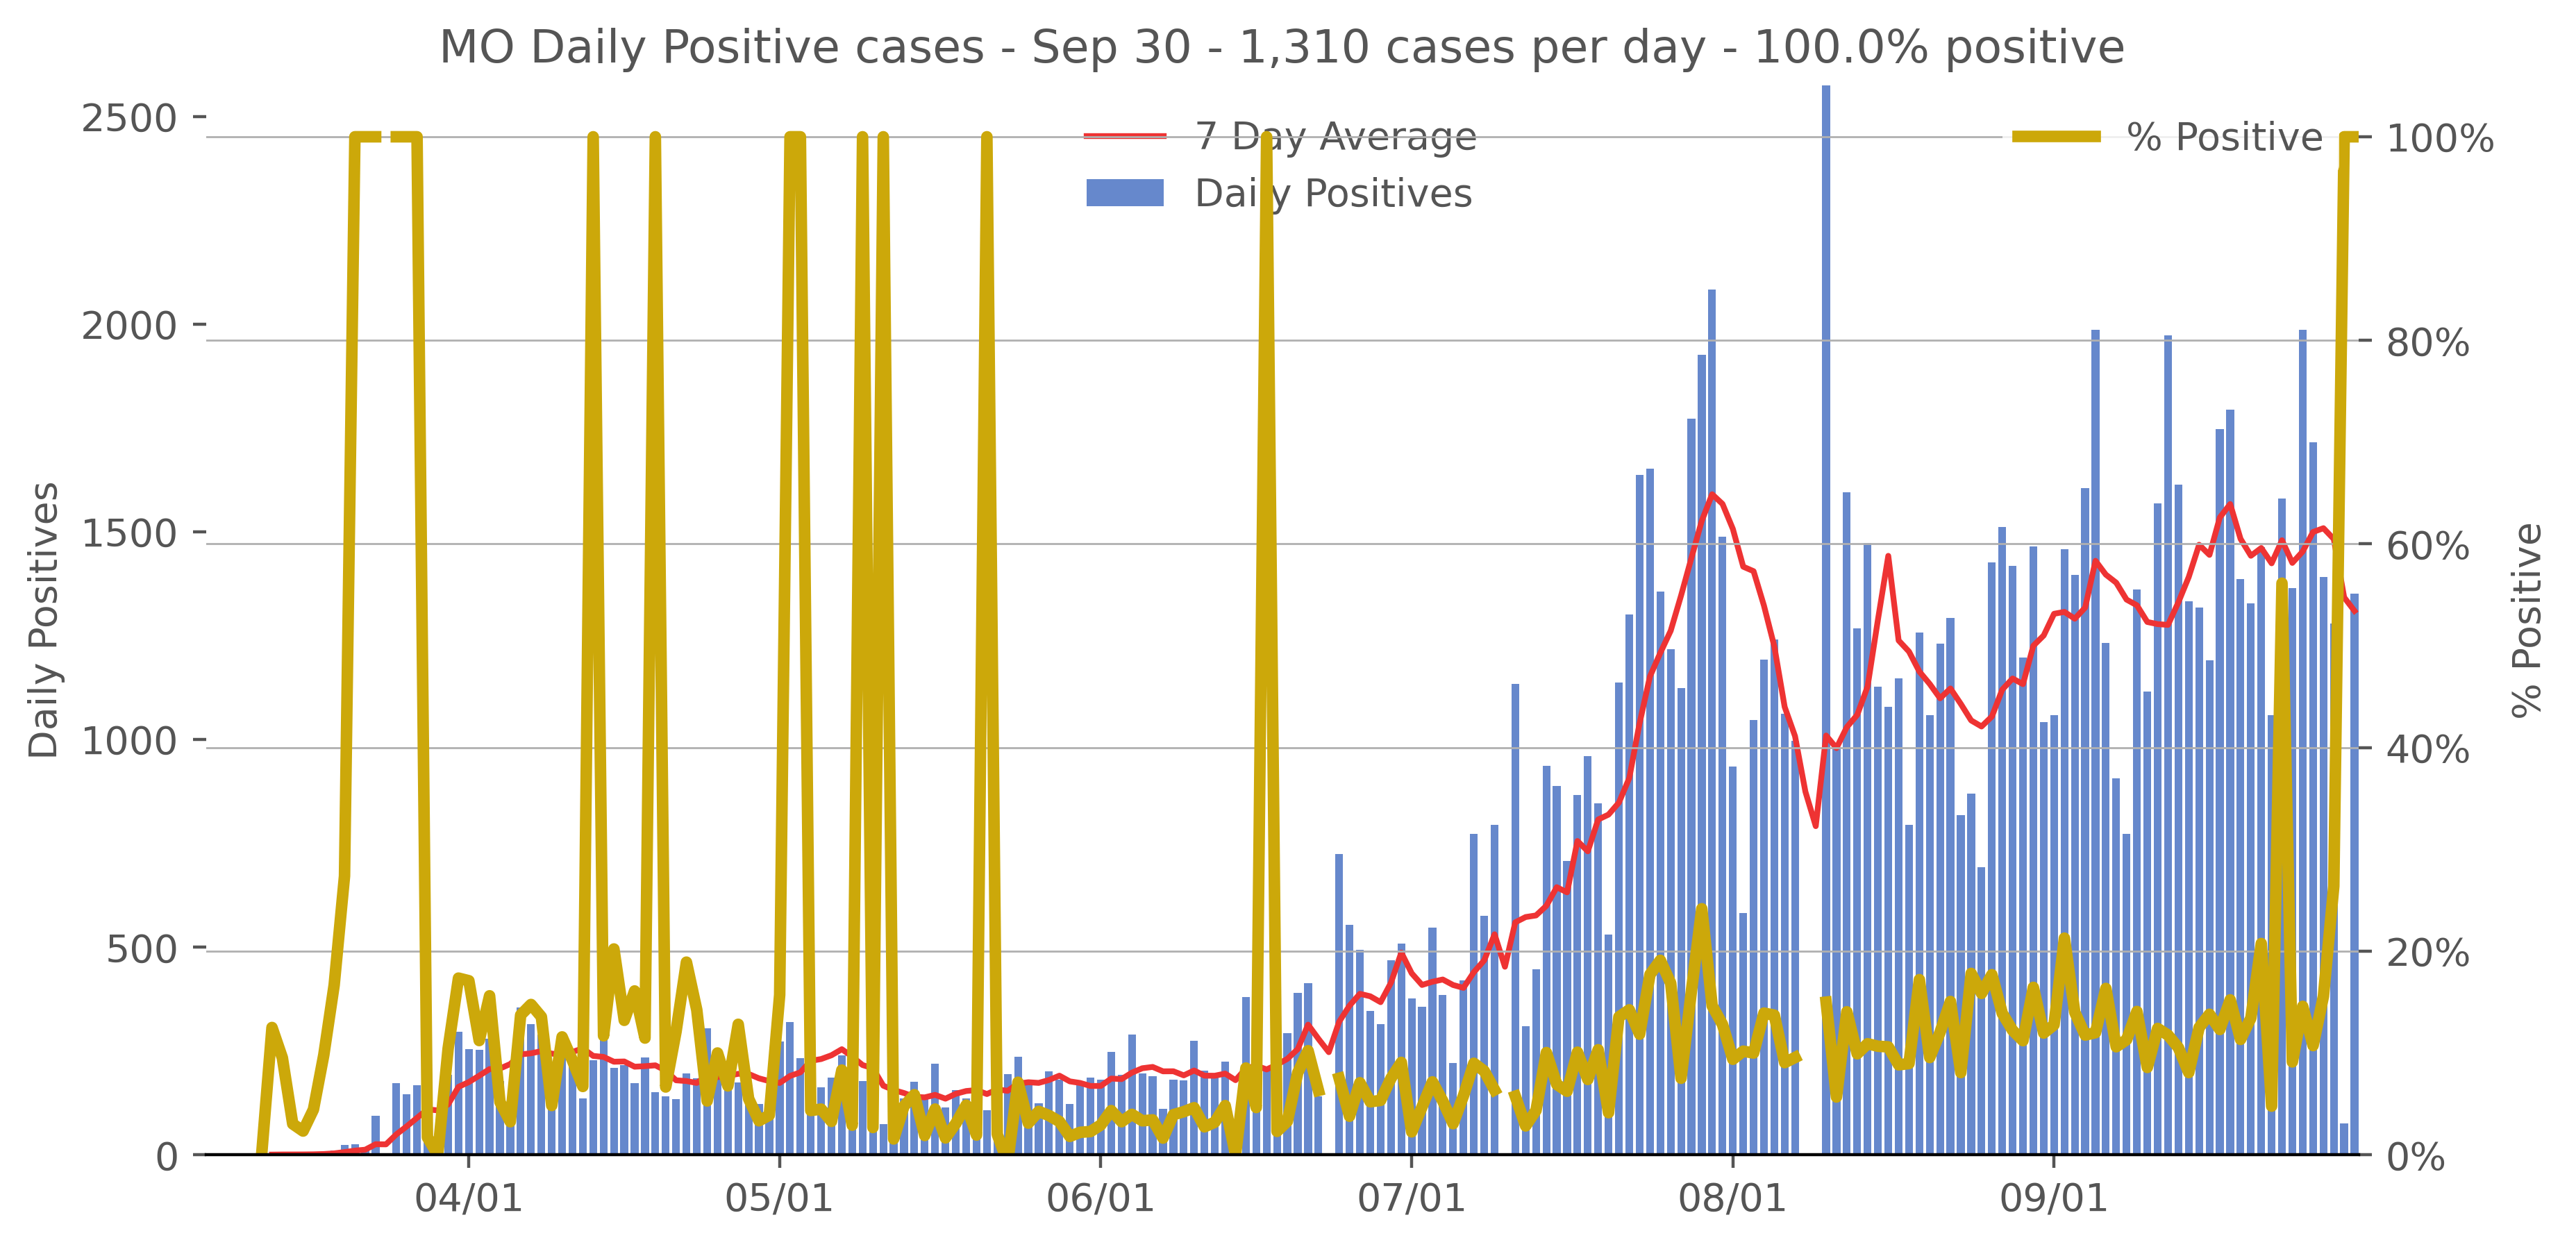 MO Daily Positive cases - Sep 30 - 1,310 cases per day - 100.0% positive
7 Day Average
Daily Positives
% Positive
Daily Positives
2500
2000
1500
1000
500
0
100%
80%
60%
40%
20%
0%
% Positive
04/01 05/01 06/01 07/01 08/01 09/01